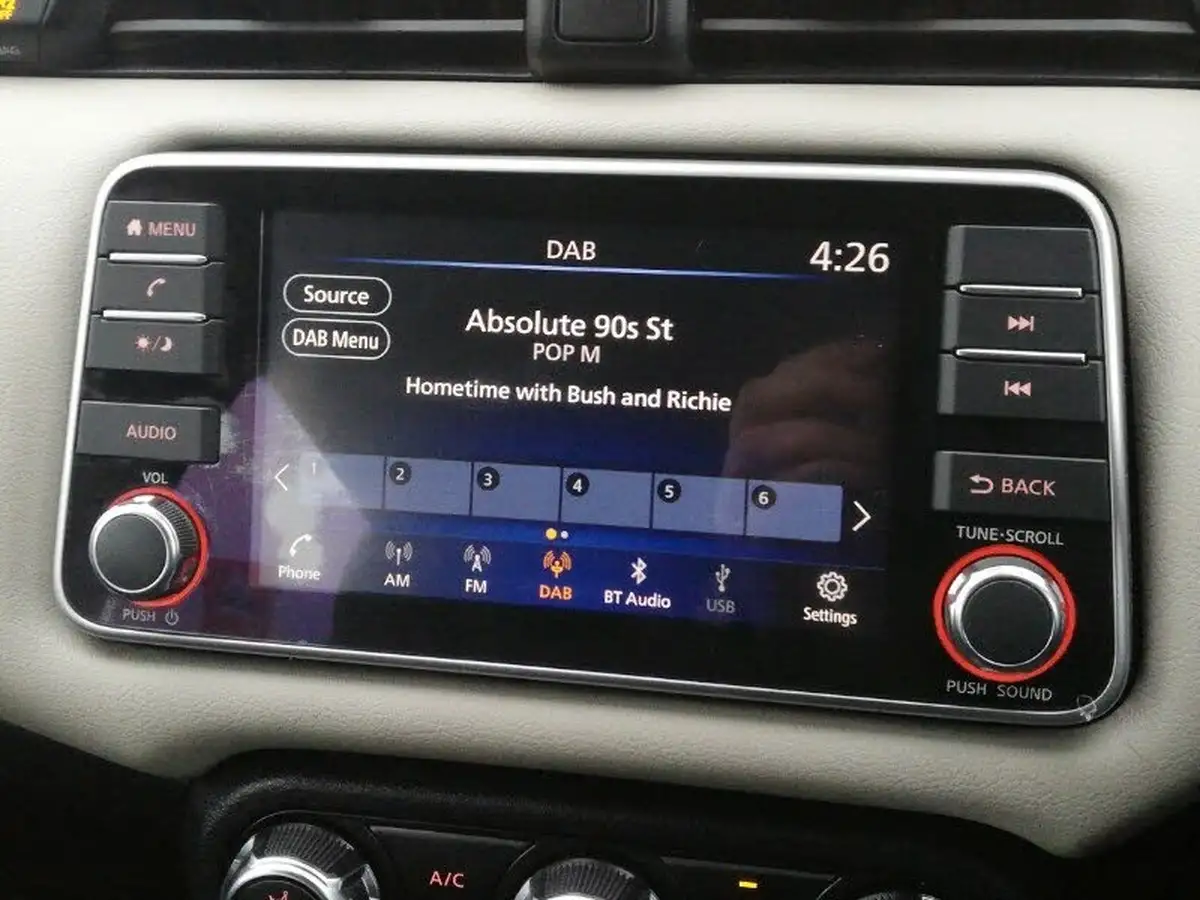 MENU
AUDIO
VOL
PUSH
DAB
4:26
Source
DAB Menu
Absolute 90s St
POP M
Hometime with Bush and Richie
1 2 3 4 5 6
Phone AM FM DAB BT Audio USB Settings
BACK
TUNE·SCROLL
PUSH SOUND
A/C